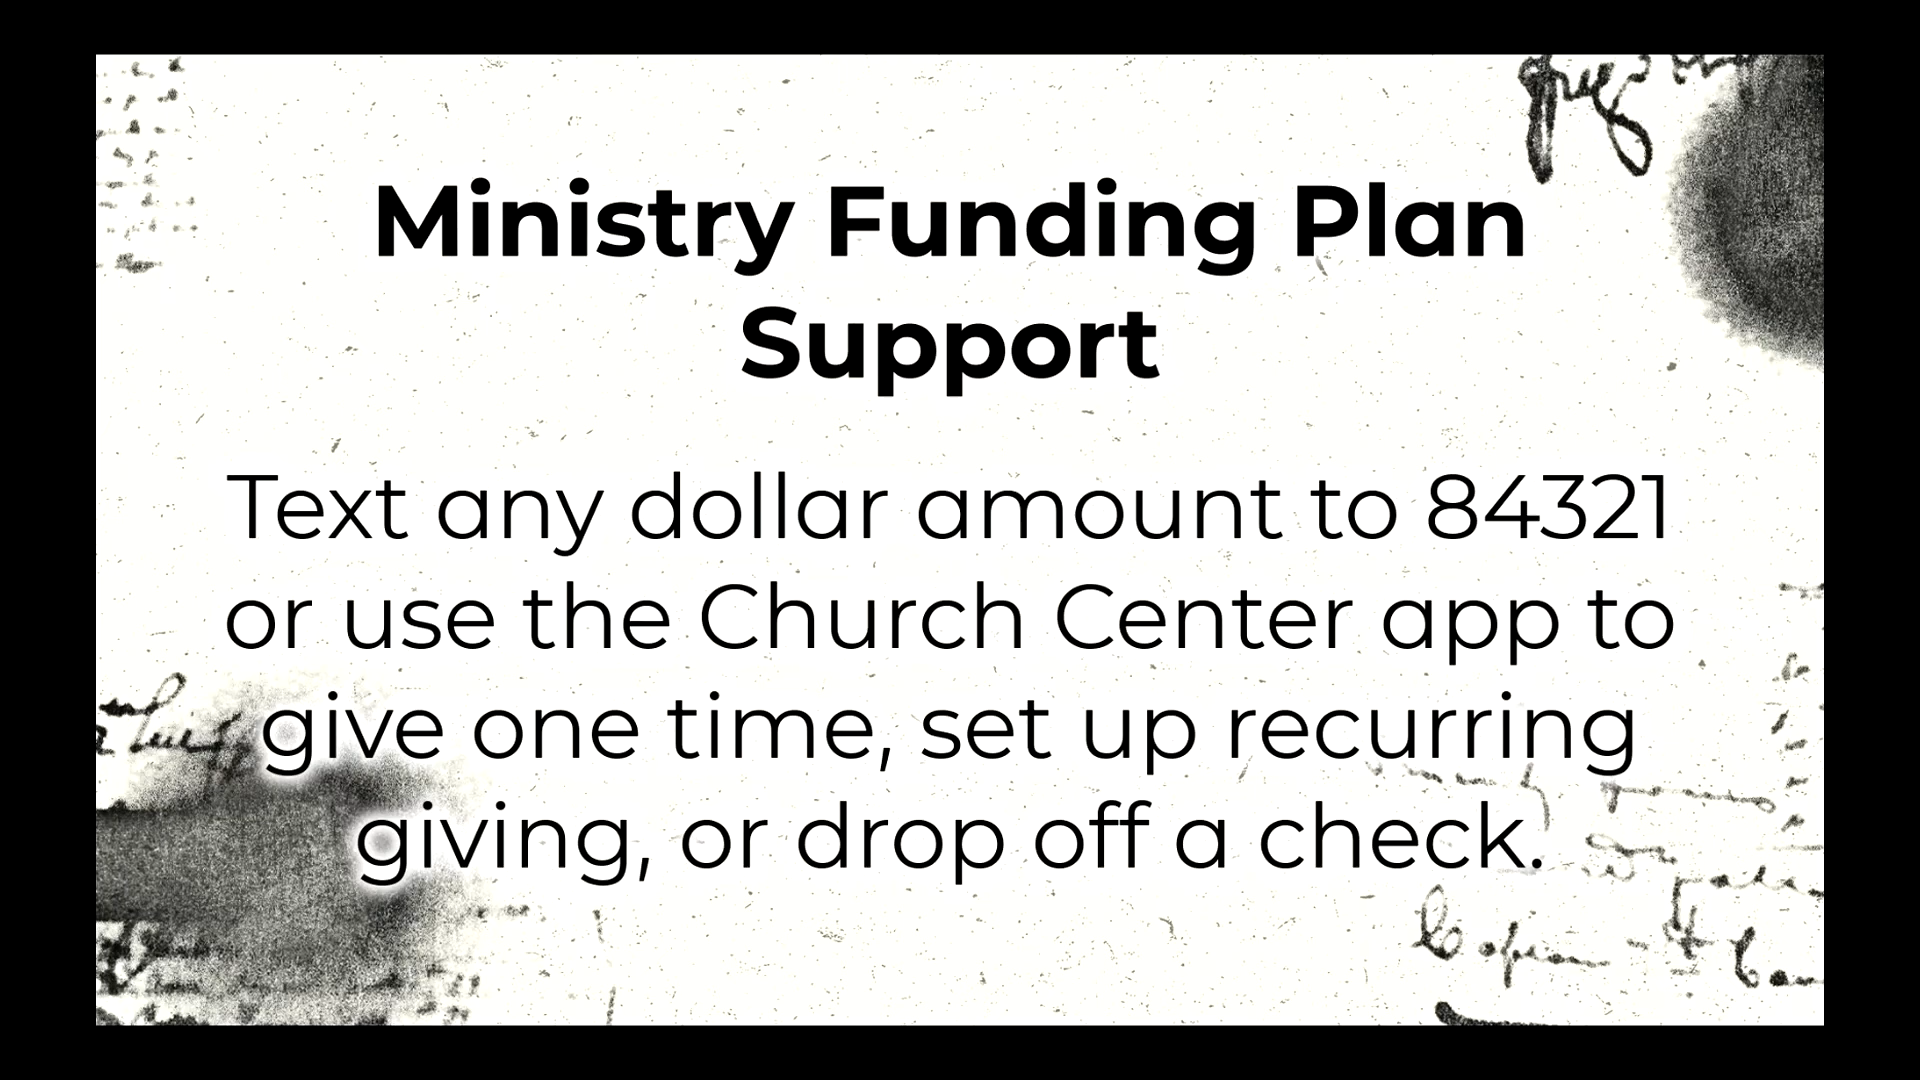 Ministry Funding Plan
Support
Text any dollar amount to 84321
or use the Church Center app to
give one time, set up recurring
giving, or drop off a check.